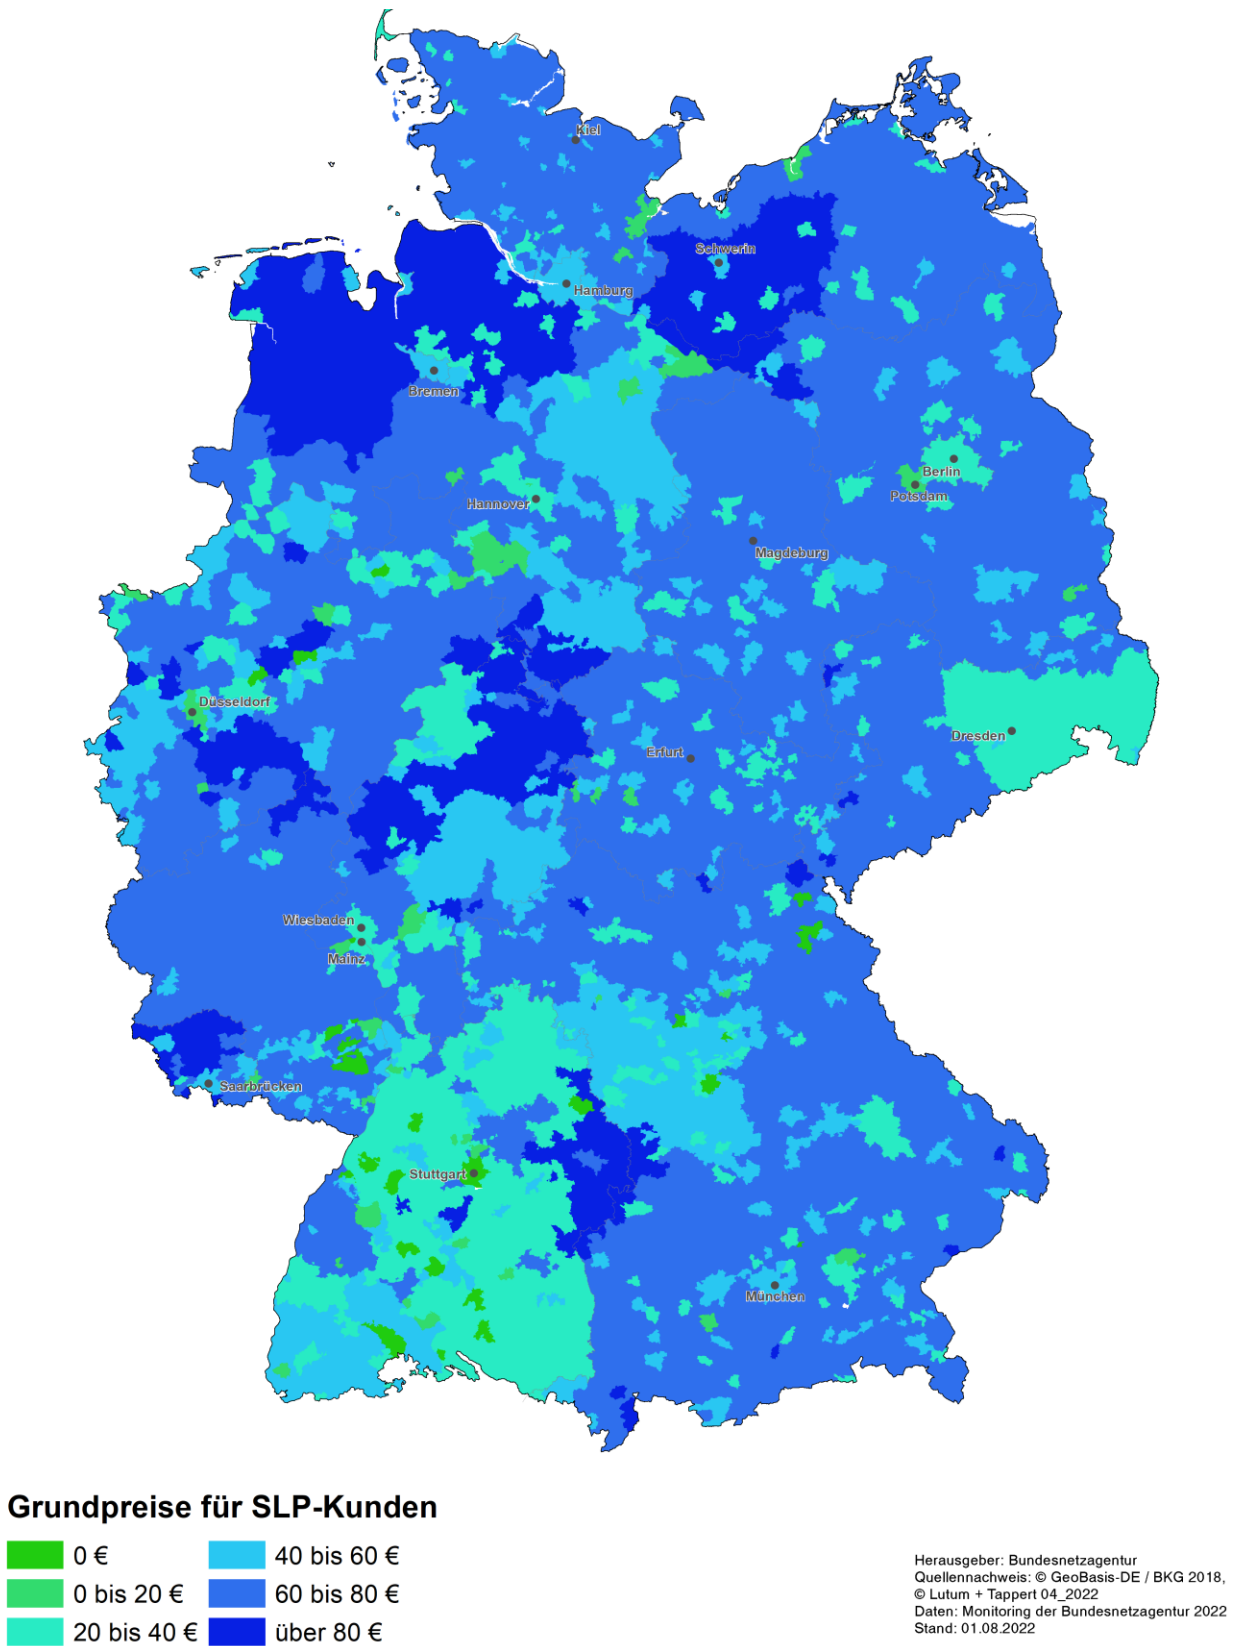 Kiel
Schwerin
Hamburg
Bremen
Berlin
Potsdam
Hannover
Magdeburg
Düsseldorf
Dresden
Erfurt
Wiesbaden
Mainz
Saarbrücken
Stuttgart
München
Grundpreise für SLP-Kunden
0 €
0 bis 20 €
20 bis 40 €
40 bis 60 €
60 bis 80 €
über 80 €
Herausgeber: Bundesnetzagentur
Quellennachweis: © GeoBasis-DE / BKG 2018,
© Lutum + Tappert 04_2022
Daten: Monitoring der Bundesnetzagentur 2022
Stand: 01.08.2022